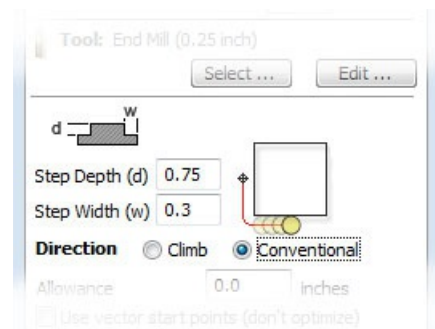 Tool: End Mill (0.25 inch)
Select ...
Edit ...
w
d
Step Depth (d) 0.75
Step Width (w) 0.3
Direction Climb Conventional
Allowance 0.0 inches
Use vector start points (don't optimize)